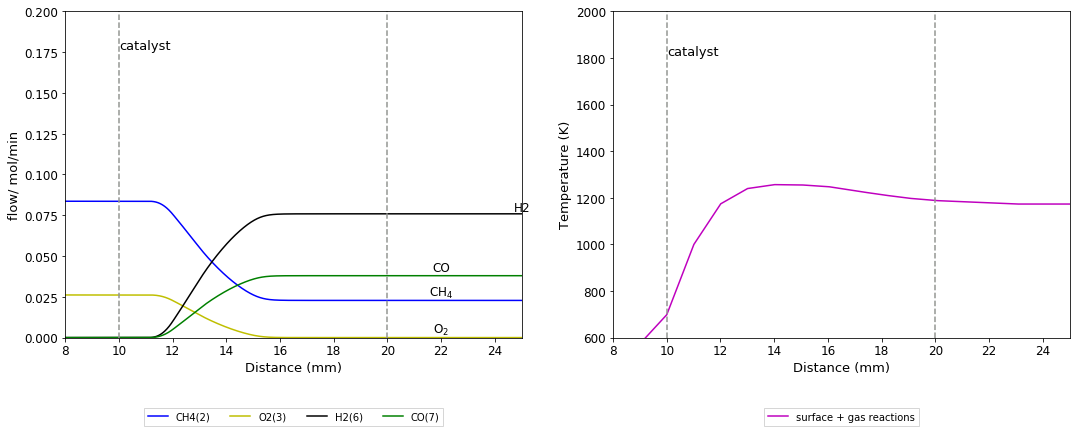 0.200
0.175
0.150
0.125
0.100
0.075
0.050
0.025
0.000
flow/ mol/min
catalyst
H2
CO
CH₄
O₂
8 10 12 14 16 18 20 22 24
Distance (mm)
CH4(2) O2(3) H2(6) CO(7)
2000
1800
1600
1400
1200
1000
800
600
Temperature (K)
catalyst
8 10 12 14 16 18 20 22 24
Distance (mm)
surface + gas reactions